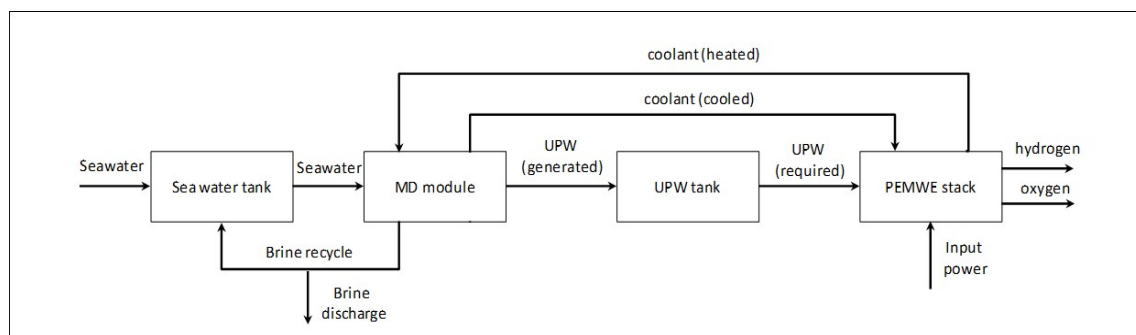 coolant (heated)
coolant (cooled)
Seawater
Sea water tank
Seawater
MD module
UPW
(generated)
UPW tank
UPW
(required)
PEMWE stack
hydrogen
oxygen
Brine recycle
Brine
discharge
Input
power